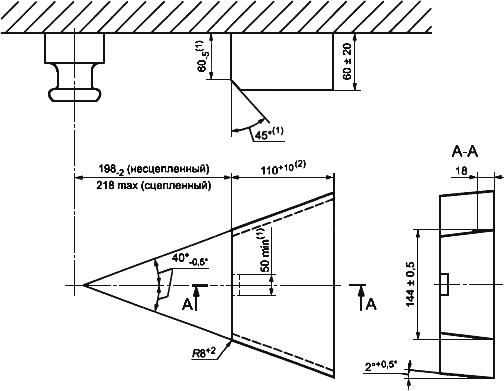 60₋₅⁽¹⁾
60 ± 20
45°⁽¹⁾
A-A
198₋₂ (несцепленный)
218 max (сцепленный)
110⁺¹⁰⁽²⁾
18
40°₋₀,₅°
50 min⁽¹⁾
144 ± 0,5
A
A
R8⁺²
2°⁺⁰,⁵°